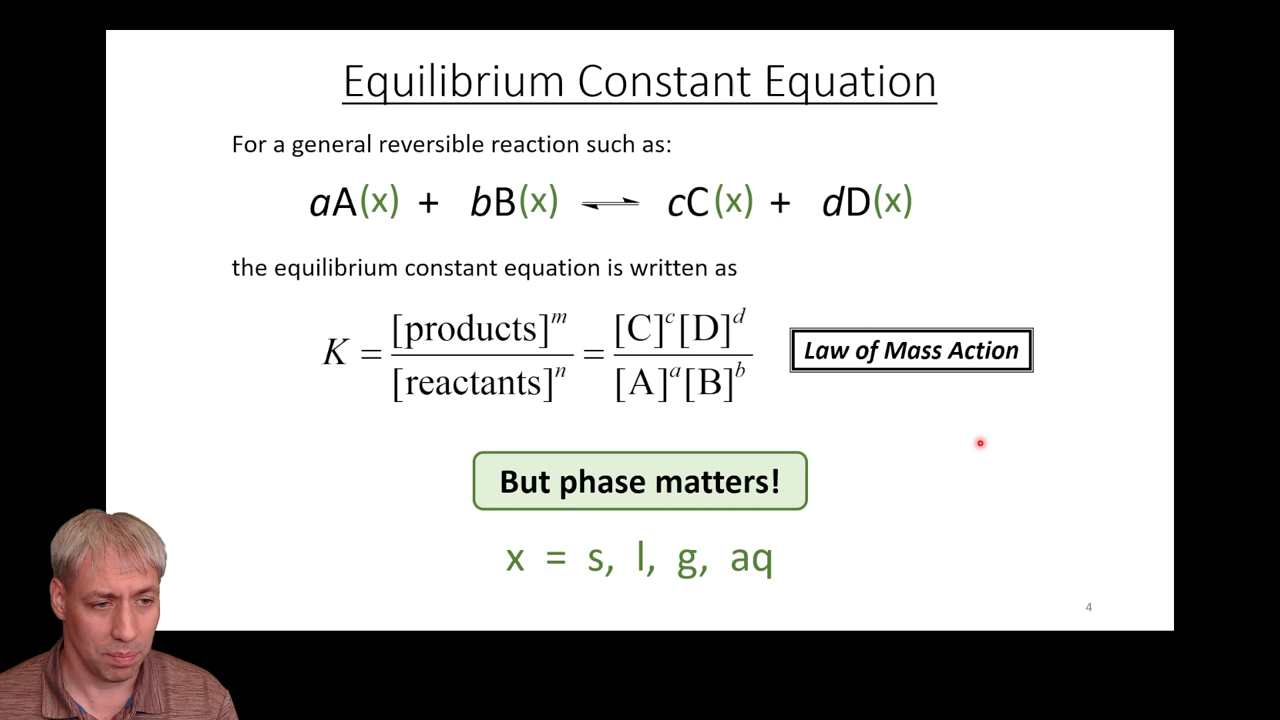 Equilibrium Constant Equation
For a general reversible reaction such as:
aA(x) + bB(x) ⇌ cC(x) + dD(x)
the equilibrium constant equation is written as
K = [products]^m / [reactants]^n = [C]^c[D]^d / [A]^a[B]^b
Law of Mass Action
But phase matters!
x = s, l, g, aq
4